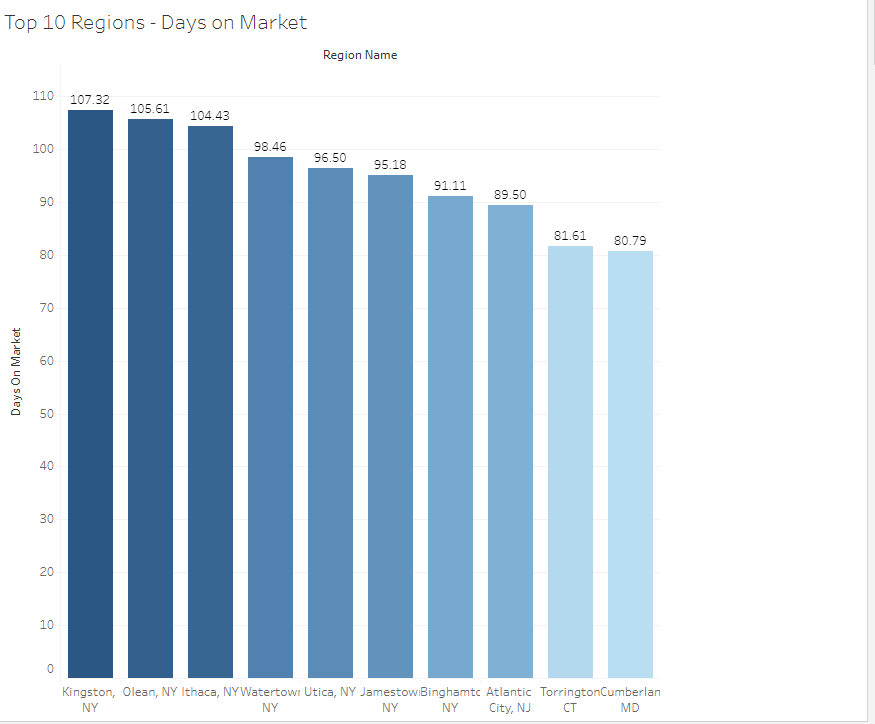 Top 10 Regions - Days on Market
Region Name
Days On Market
110
100
90
80
70
60
50
40
30
20
10
0
107.32
105.61
104.43
98.46
96.50
95.18
91.11
89.50
81.61
80.79
Kingston, NY
Olean, NY
Ithaca, NY
Watertown NY
Utica, NY
Jamestow NY
Binghamto NY
Atlantic City, NJ
Torrington CT
Cumberlan MD